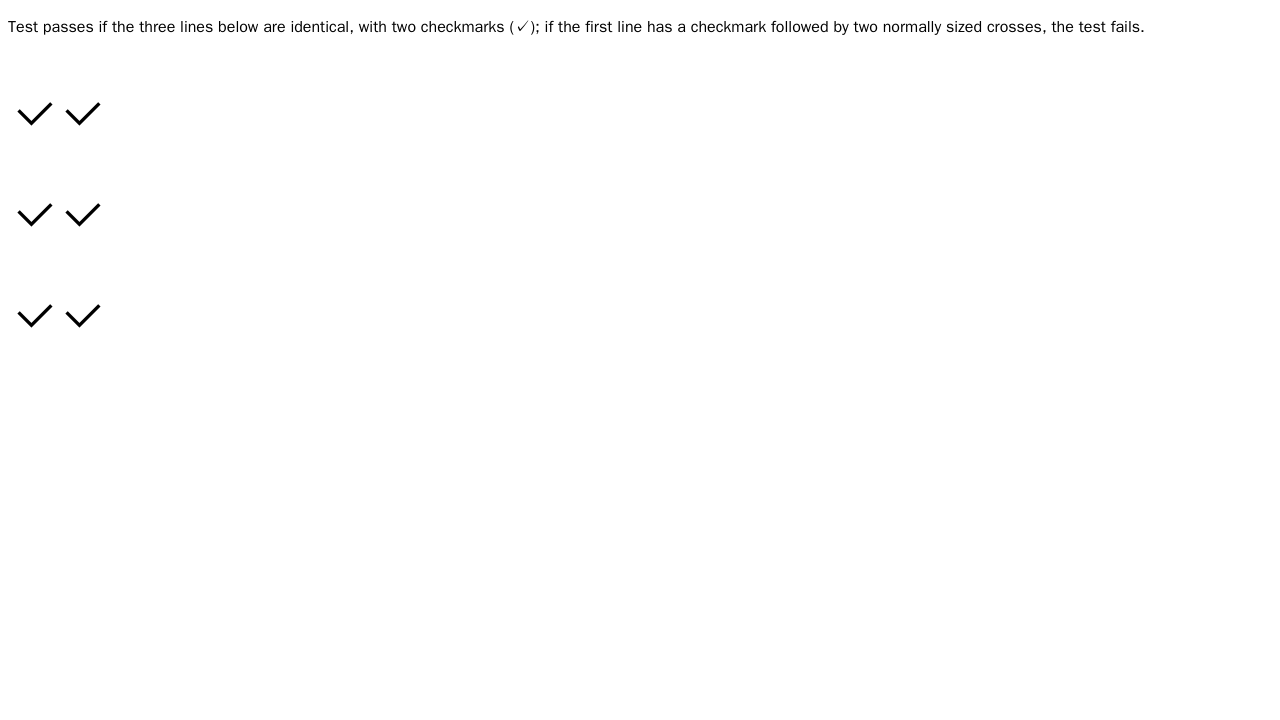 Test passes if the three lines below are identical, with two checkmarks (✓); if the first line has a checkmark followed by two normally sized crosses, the test fails.
✓✓
✓✓
✓✓